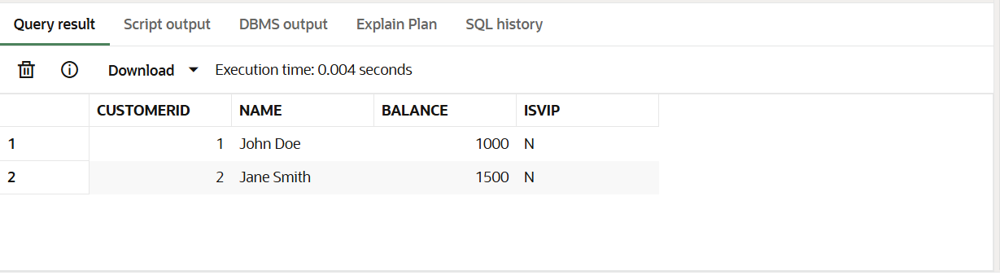 Query result Script output DBMS output Explain Plan SQL history
Download Execution time: 0.004 seconds
CUSTOMERID NAME BALANCE ISVIP
1 1 John Doe 1000 N
2 2 Jane Smith 1500 N